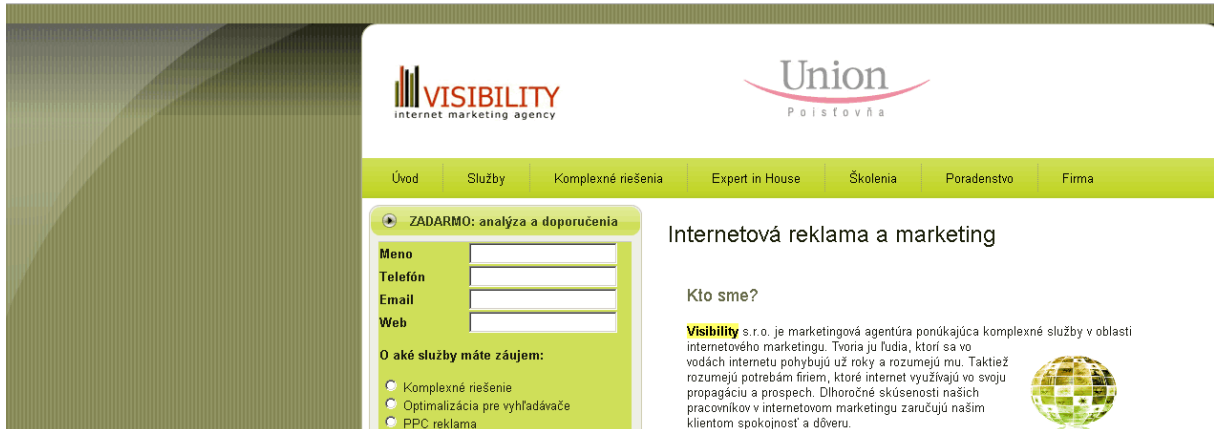 VISIBILITY
internet marketing agency
Union
Poisťovňa
Úvod Služby Komplexné riešenia Expert in House Školenia Poradenstvo Firma
ZADARMO: analýza a doporučenia
Meno
Telefón
Email
Web
O aké služby máte záujem:
Komplexné riešenie
Optimalizácia pre vyhľadávače
PPC reklama
Internetová reklama a marketing
Kto sme?
Visibility s.r.o. je marketingová agentúra ponúkajúca komplexné služby v oblasti
internetového marketingu. Tvoria ju ľudia, ktorí sa vo
vodách internetu pohybujú už roky a rozumejú mu. Taktiež
rozumejú potrebám firiem, ktoré internet využívajú vo svoju
propagáciu a prospech. Dlhoročné skúsenosti našich
pracovníkov v internetovom marketingu zaručujú našim
klientom spokojnosť a dôveru.